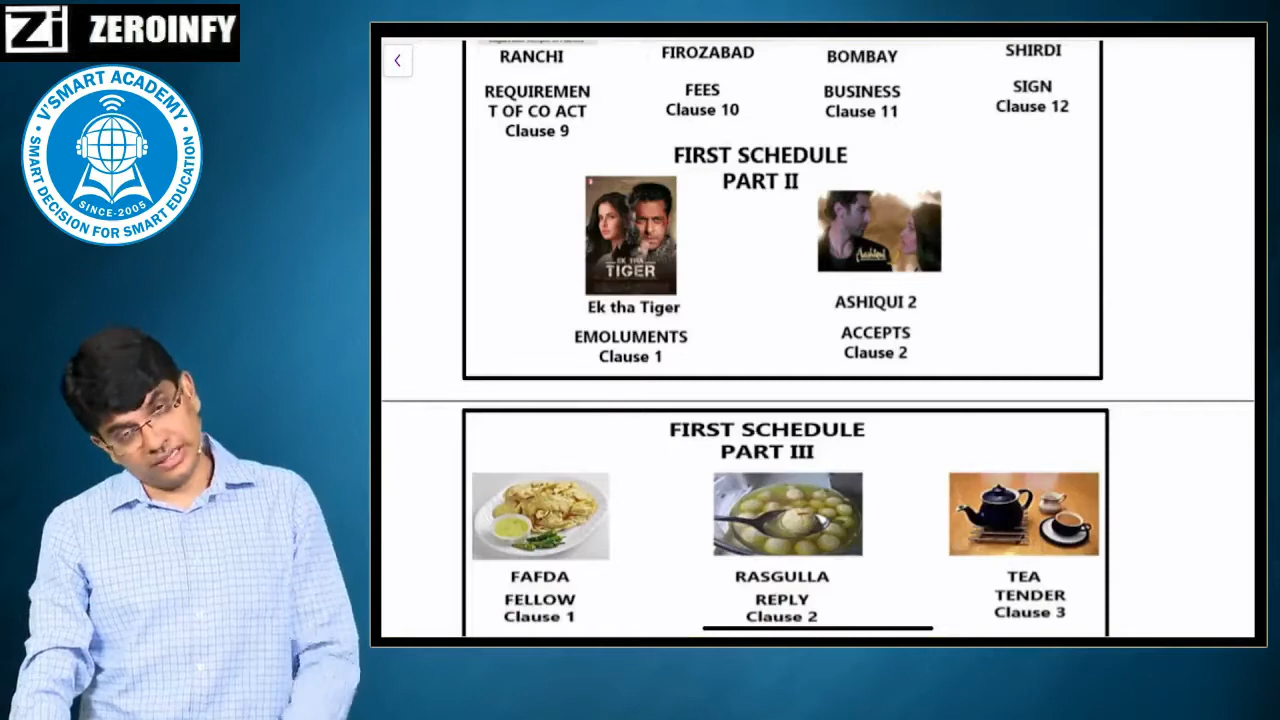 Zi ZEROINFY
V'SMART ACADEMY
SMART DECISION FOR SMART EDUCATION
SINCE-2005
RANCHI
FIROZABAD
BOMBAY
SHIRDI
REQUIREMEN
T OF CO ACT
Clause 9
FEES
Clause 10
BUSINESS
Clause 11
SIGN
Clause 12
FIRST SCHEDULE
PART II
EK THA
TIGER
Aashiqui
Ek tha Tiger
ASHIQUI 2
EMOLUMENTS
Clause 1
ACCEPTS
Clause 2
FIRST SCHEDULE
PART III
FAFDA
RASGULLA
TEA
FELLOW
Clause 1
REPLY
Clause 2
TENDER
Clause 3